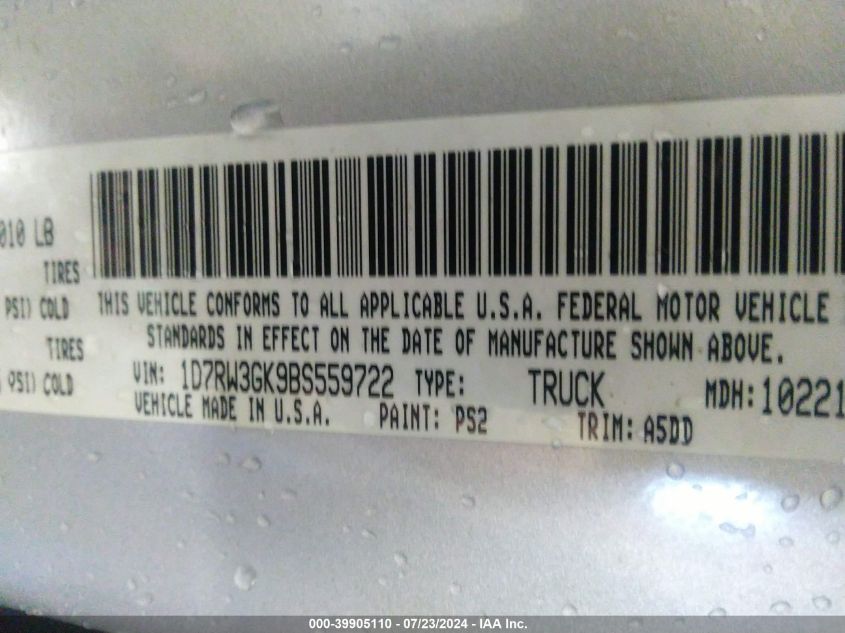 010 LB
TIRES
PSI) COLD
THIS VEHICLE CONFORMS TO ALL APPLICABLE U.S.A. FEDERAL MOTOR VEHICLE
STANDARDS IN EFFECT ON THE DATE OF MANUFACTURE SHOWN ABOVE.
TIRES
PSI) COLD
VIN: 1D7RW3GK9BS559722 TYPE: TRUCK MDH: 10221
VEHICLE MADE IN U.S.A. PAINT: PS2 TRIM: A5DD
000-39905110 - 07/23/2024 - IAA Inc.